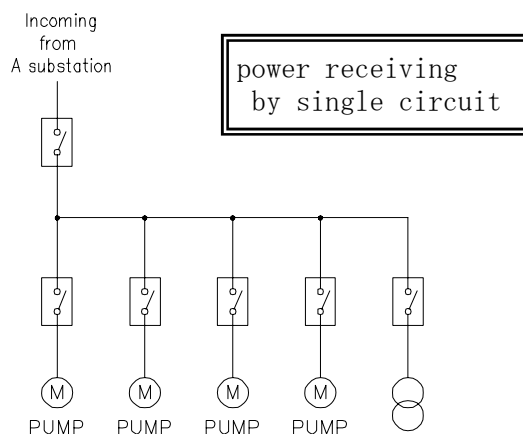 Incoming
from
A substation
power receiving
by single circuit
M M M M
PUMP PUMP PUMP PUMP